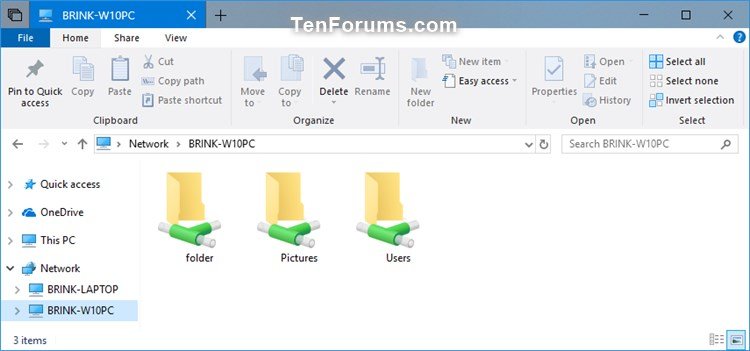 TenForums.com
BRINK-W10PC
File Home Share View
Pin to Quick access
Copy
Paste
Cut
Copy path
Paste shortcut
Clipboard
Move to
Copy to
Delete
Rename
Organize
New folder
New item
Easy access
New
Properties
Open
Edit
History
Open
Select all
Select none
Invert selection
Select
Network BRINK-W10PC
Search BRINK-W10PC
Quick access
OneDrive
This PC
Network
BRINK-LAPTOP
BRINK-W10PC
folder Pictures Users
3 items